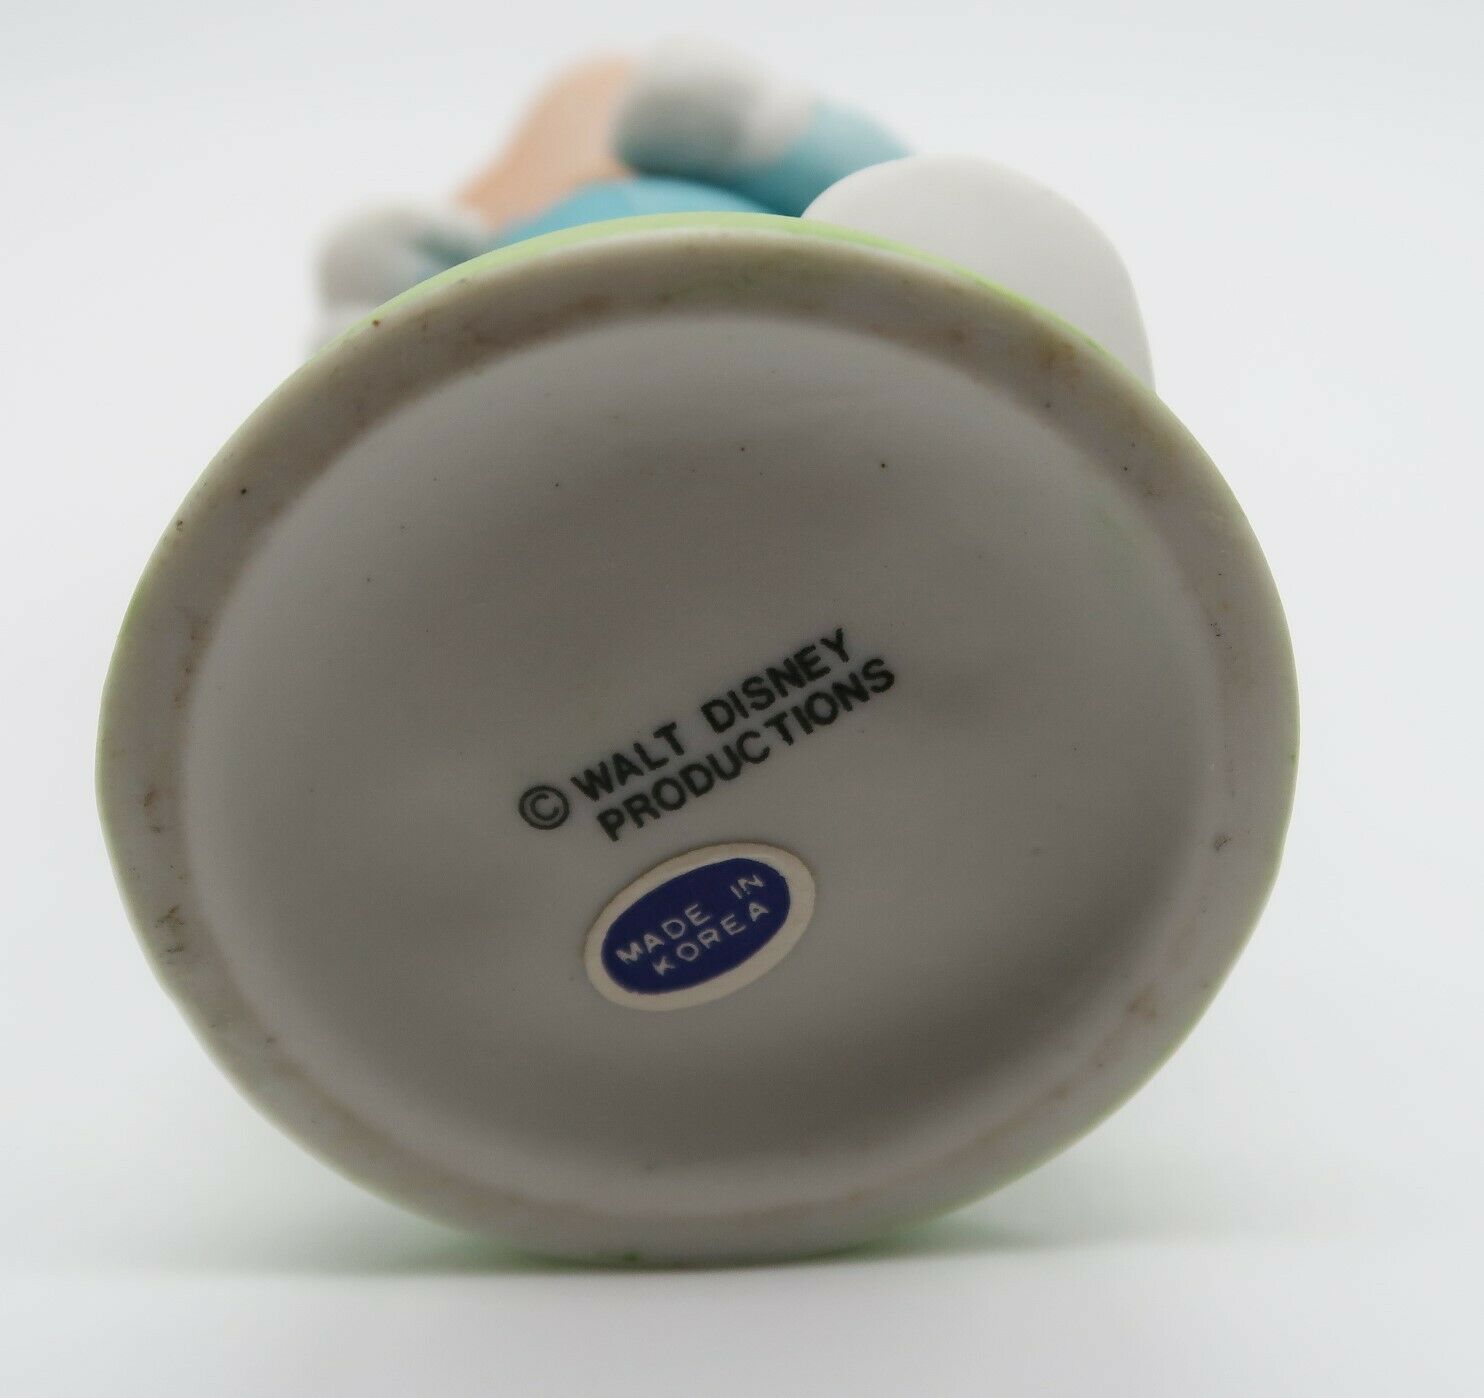 © WALT DISNEY
PRODUCTIONS
MADE IN
KOREA